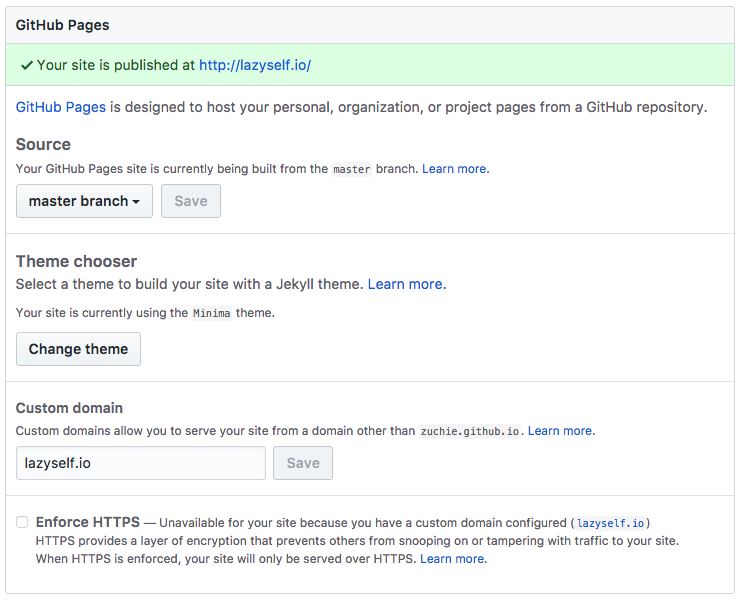 GitHub Pages
Your site is published at http://lazyself.io/
GitHub Pages is designed to host your personal, organization, or project pages from a GitHub repository.
Source
Your GitHub Pages site is currently being built from the master branch. Learn more.
master branch
Save
Theme chooser
Select a theme to build your site with a Jekyll theme. Learn more.
Your site is currently using the Minima theme.
Change theme
Custom domain
Custom domains allow you to serve your site from a domain other than zuchie.github.io. Learn more.
lazyself.io
Save
Enforce HTTPS — Unavailable for your site because you have a custom domain configured (lazyself.io)
HTTPS provides a layer of encryption that prevents others from snooping on or tampering with traffic to your site.
When HTTPS is enforced, your site will only be served over HTTPS. Learn more.